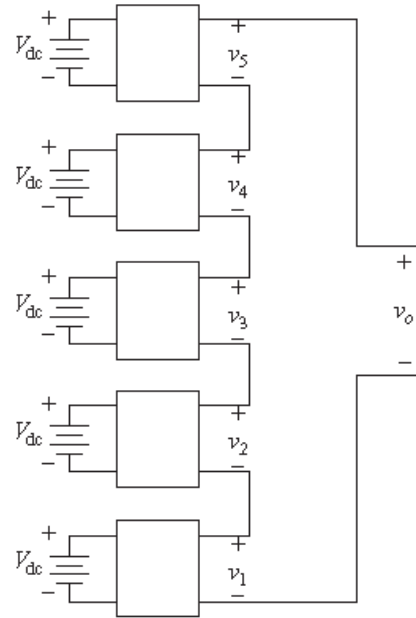 + +
V_dc v_5
− −
+ +
V_dc v_4
− −
+
+ +
V_dc v_3 v_o
− −
−
+ +
V_dc v_2
− −
+ +
V_dc v_1
− −